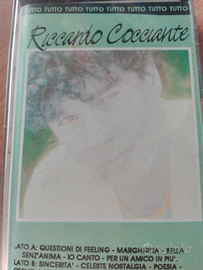 TUTTO TUTTO TUTTO TUTTO TUTTO TUTTO TUTTO
Riccardo Cocciante
LATO A: QUESTIONI DI FEELING - MARGHERITA - BELLA
SENZ'ANIMA - IO CANTO - PER UN AMICO IN PIU'.
LATO B: SINCERITA' - CELESTE NOSTALGIA - POESIA -